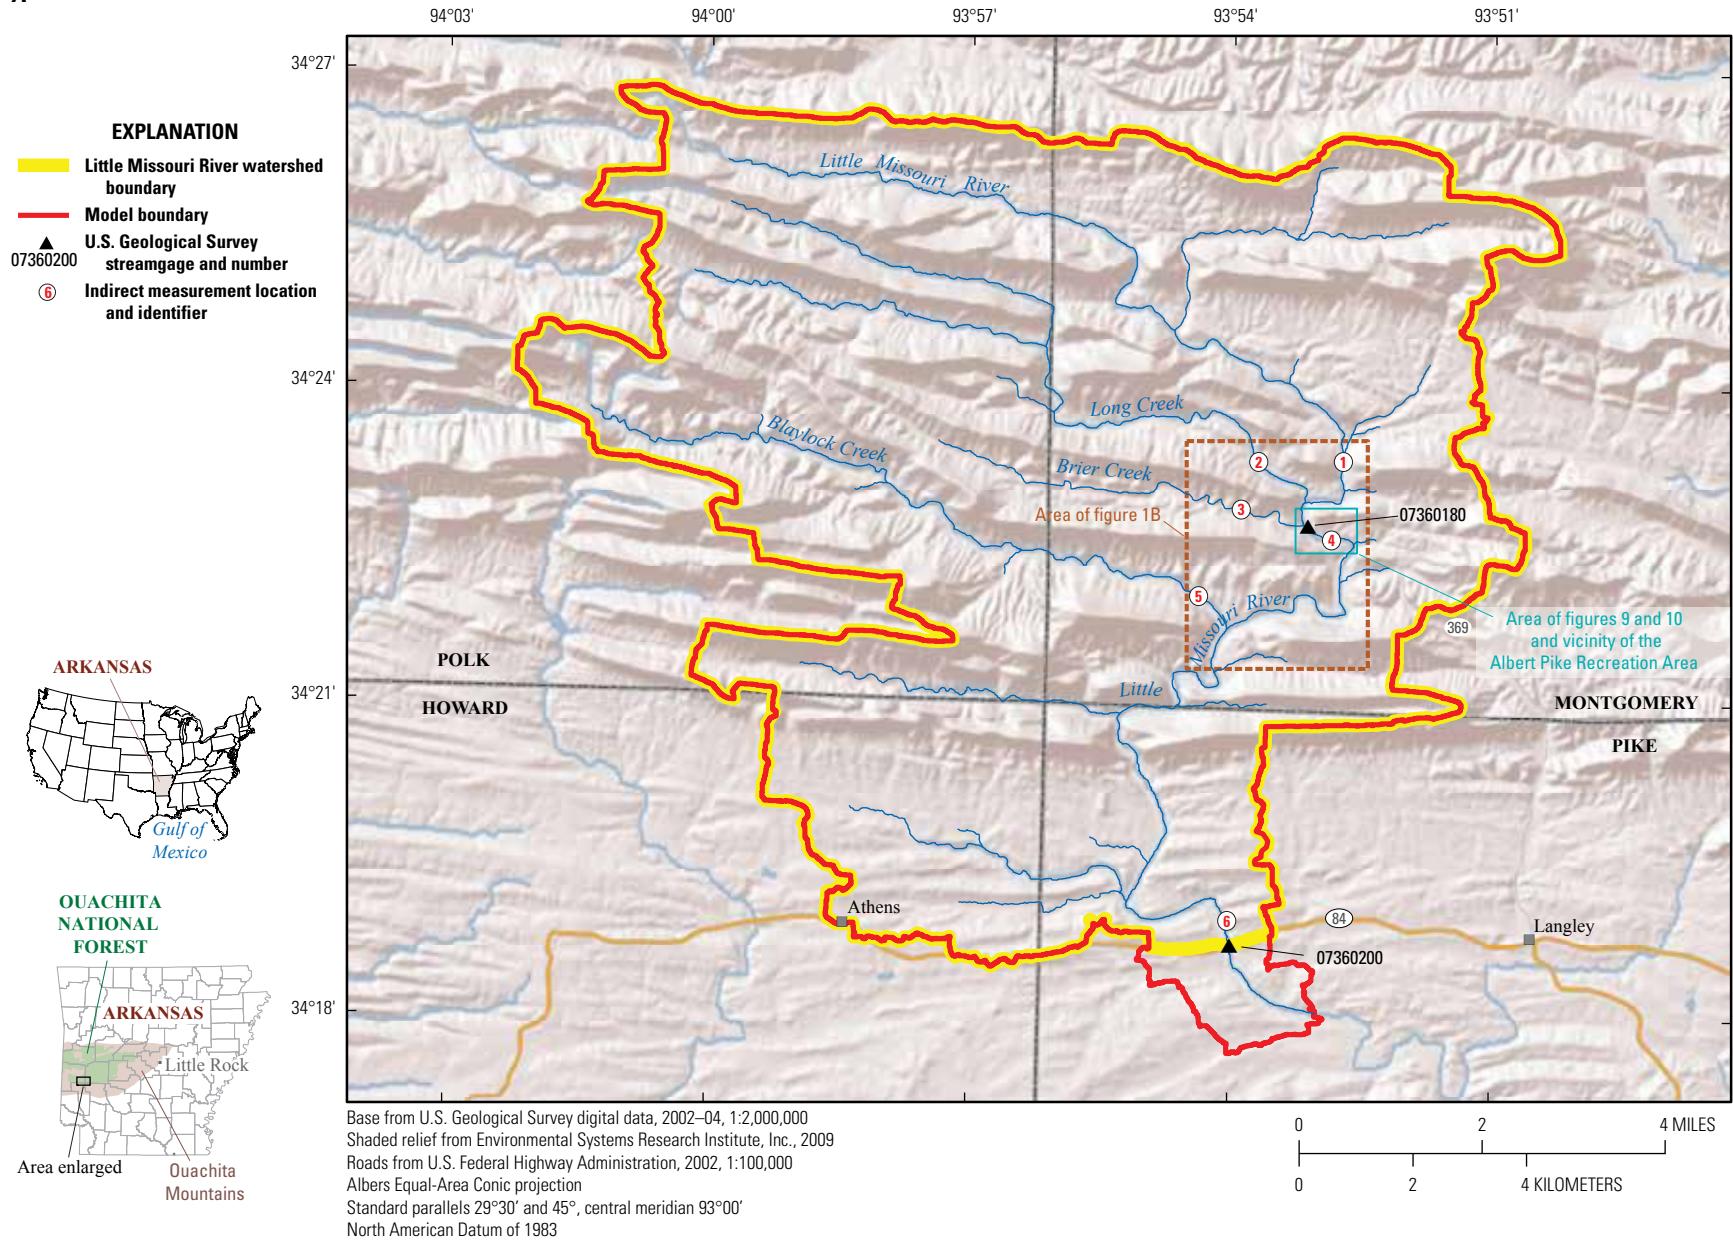 94°03'
94°00'
93°57'
93°54'
93°51'
34°27'
34°24'
34°21'
34°18'
EXPLANATION
Little Missouri River watershed
boundary
Model boundary
U.S. Geological Survey
streamgage and number
07360200
6
Indirect measurement location
and identifier
Little Missouri River
Long Creek
Blaylock Creek
Brier Creek
2
1
3
Area of figure 1B
07360180
4
5
Missouri River
Little
369
Area of figures 9 and 10
and vicinity of the
Albert Pike Recreation Area
POLK
HOWARD
MONTGOMERY
PIKE
Athens
6
84
Langley
07360200
ARKANSAS
Gulf of
Mexico
OUACHITA
NATIONAL
FOREST
ARKANSAS
Little Rock
Area enlarged
Ouachita
Mountains
Base from U.S. Geological Survey digital data, 2002–04, 1:2,000,000
Shaded relief from Environmental Systems Research Institute, Inc., 2009
Roads from U.S. Federal Highway Administration, 2002, 1:100,000
Albers Equal-Area Conic projection
Standard parallels 29°30' and 45°, central meridian 93°00'
North American Datum of 1983
0 2 4 MILES
0 2 4 KILOMETERS